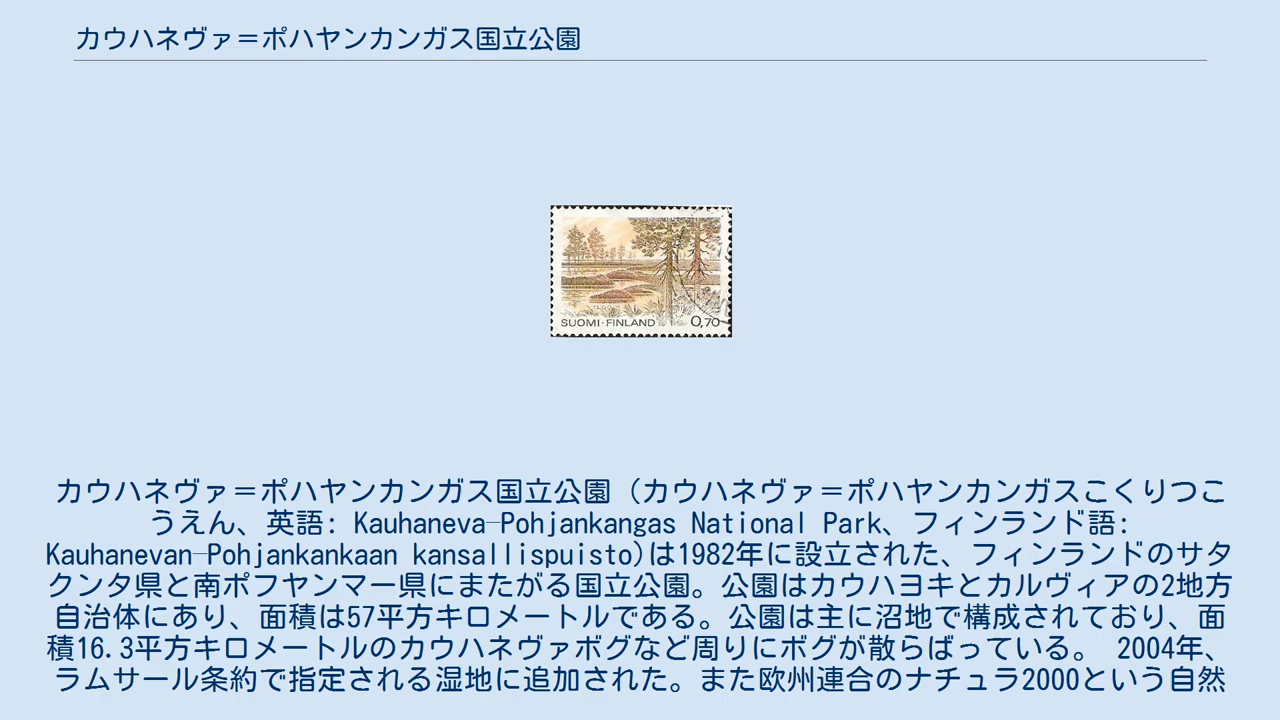 カウハネヴァ＝ポハヤンカンガス国立公園
SUOMI·FINLAND 0,70
カウハネヴァ＝ポハヤンカンガス国立公園（カウハネヴァ＝ポハヤンカンガスこくりつこ
うえん、英語: Kauhaneva–Pohjankangas National Park、フィンランド語:
Kauhanevan–Pohjankankaan kansallispuisto)は1982年に設立された、フィンランドのサタ
クンタ県と南ポフヤンマー県にまたがる国立公園。公園はカウハヨキとカルヴィアの2地方
自治体にあり、面積は57平方キロメートルである。公園は主に沼地で構成されており、面
積16.3平方キロメートルのカウハネヴァボグなど周りにボグが散らばっている。 2004年、
ラムサール条約で指定される湿地に追加された。また欧州連合のナチュラ2000という自然